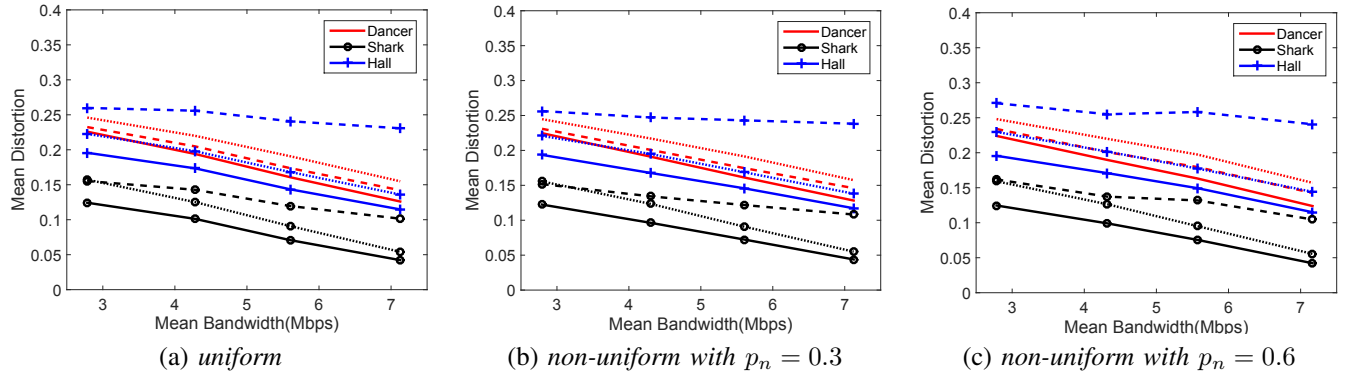 0.4
0.35
0.3
0.25
0.2
0.15
0.1
0.05
0
Mean Distortion
Dancer
Shark
Hall
3 4 5 6 7
Mean Bandwidth(Mbps)
(a) uniform
0.4
0.35
0.3
0.25
0.2
0.15
0.1
0.05
0
Mean Distortion
Dancer
Shark
Hall
3 4 5 6 7
Mean Bandwidth(Mbps)
(b) non-uniform with pₙ = 0.3
0.4
0.35
0.3
0.25
0.2
0.15
0.1
0.05
0
Mean Distortion
Dancer
Shark
Hall
3 4 5 6 7
Mean Bandwidth(Mbps)
(c) non-uniform with pₙ = 0.6